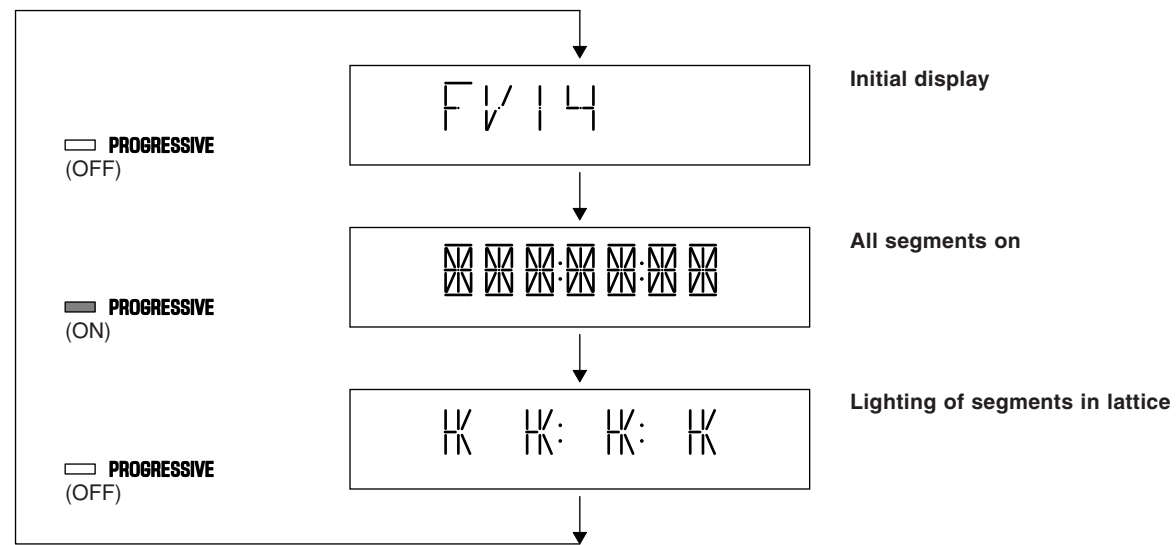 Initial display
FV14
PROGRESSIVE
(OFF)
All segments on
PROGRESSIVE
(ON)
Lighting of segments in lattice
K K: K: K
PROGRESSIVE
(OFF)